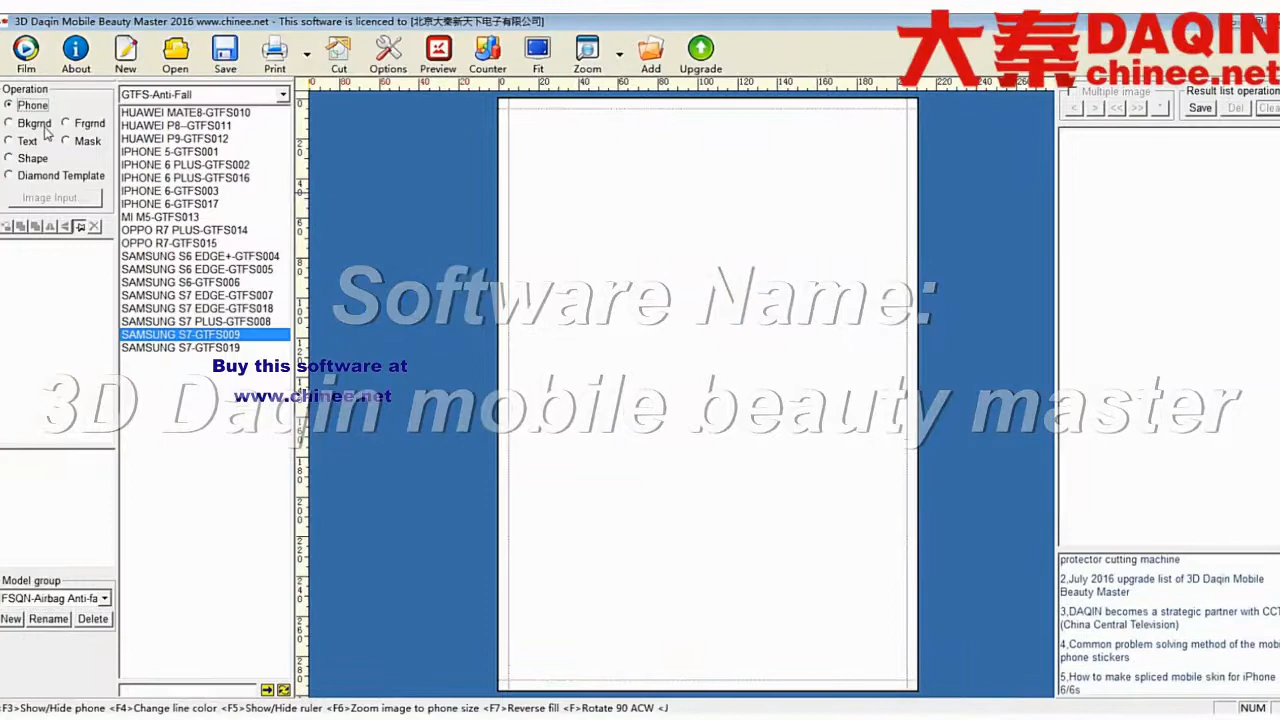 3D Daqin Mobile Beauty Master 2016 www.chinee.net - This software is licenced to [北京大秦新天下电子有限公司]
大秦 DAQIN
chinee.net
Film About New Open Save Print Cut Options Preview Counter Fit Zoom Add Upgrade
Operation
Phone
Bkgrnd Frgrnd
Text Mask
Shape
Diamond Template
Image Input...
GTFS-Anti-Fall
HUAWEI MATE8-GTFS010
HUAWEI P8--GTFS011
HUAWEI P9-GTFS012
IPHONE 5-GTFS001
IPHONE 6 PLUS-GTFS002
IPHONE 6 PLUS-GTFS016
IPHONE 6-GTFS003
IPHONE 6-GTFS017
MI M5-GTFS013
OPPO R7 PLUS-GTFS014
OPPO R7-GTFS015
SAMSUNG S6 EDGE+-GTFS004
SAMSUNG S6 EDGE-GTFS005
SAMSUNG S6-GTFS006
SAMSUNG S7 EDGE-GTFS007
SAMSUNG S7 EDGE-GTFS018
SAMSUNG S7 PLUS-GTFS008
SAMSUNG S7-GTFS009
SAMSUNG S7-GTFS019
Buy this software at
www.chinee.net
Software Name:
3D Daqin mobile beauty master
Multiple image
< > << >> *
Result list operation
Save Del Clea
Model group
FSQN-Airbag Anti-fa
New Rename Delete
protector cutting machine
2,July 2016 upgrade list of 3D Daqin Mobile
Beauty Master
3,DAQIN becomes a strategic partner with CCT
(China Central Television)
4,Common problem solving method of the mobi
phone stickers
5,How to make spliced mobile skin for iPhone
6/6s
<F3>Show/Hide phone <F4>Change line color <F5>Show/Hide ruler <F6>Zoom image to phone size <F7>Reverse fill <F>Rotate 90 ACW <J
NUM